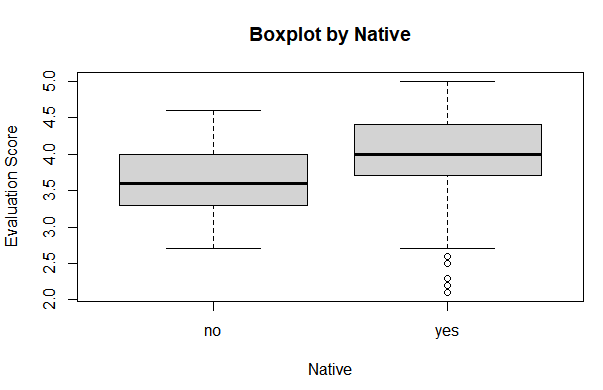 Boxplot by Native
Evaluation Score
5.0
4.5
4.0
3.5
3.0
2.5
2.0
no yes
Native